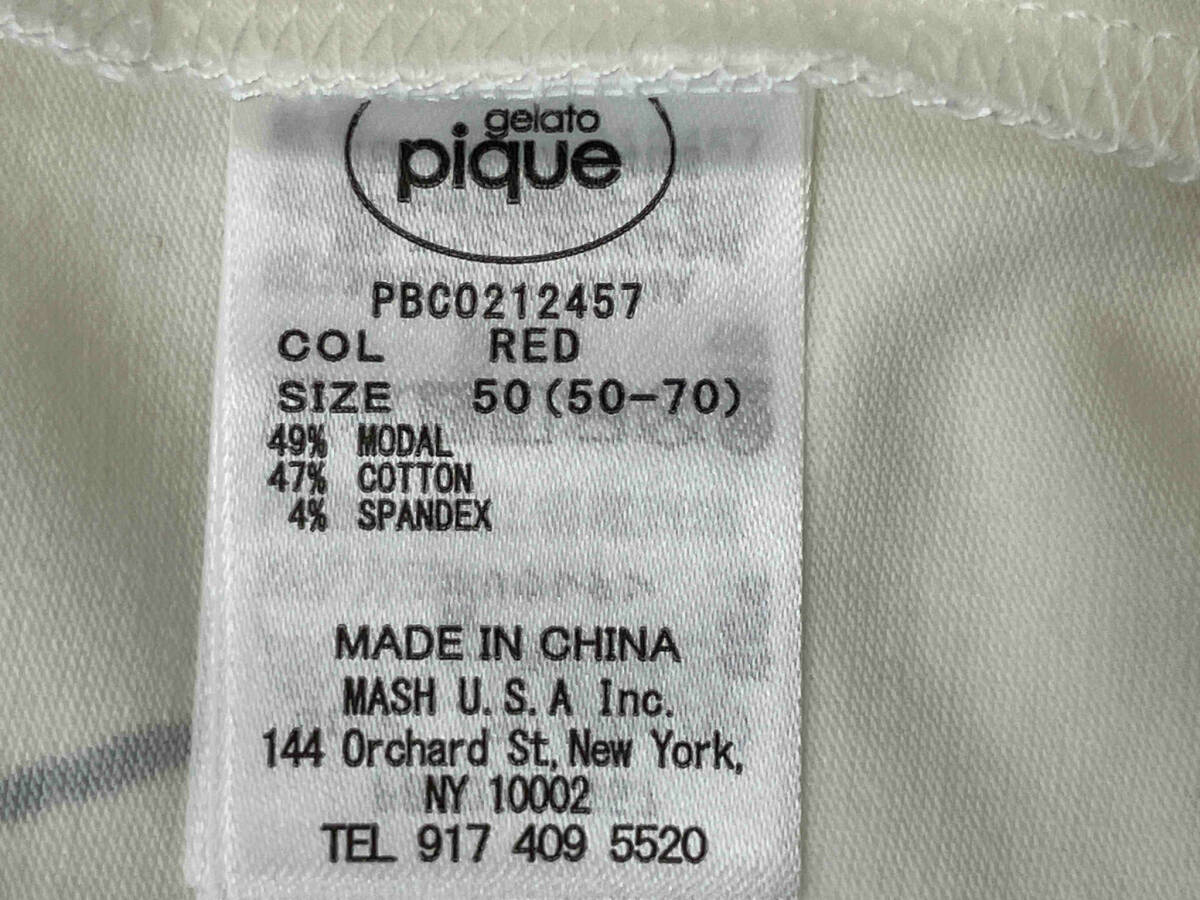 gelato
pique
PBC0212457
COL RED
SIZE 50(50-70)
49% MODAL
47% COTTON
4% SPANDEX
MADE IN CHINA
MASH U.S.A Inc.
144 Orchard St, New York,
NY 10002
TEL 917 409 5520